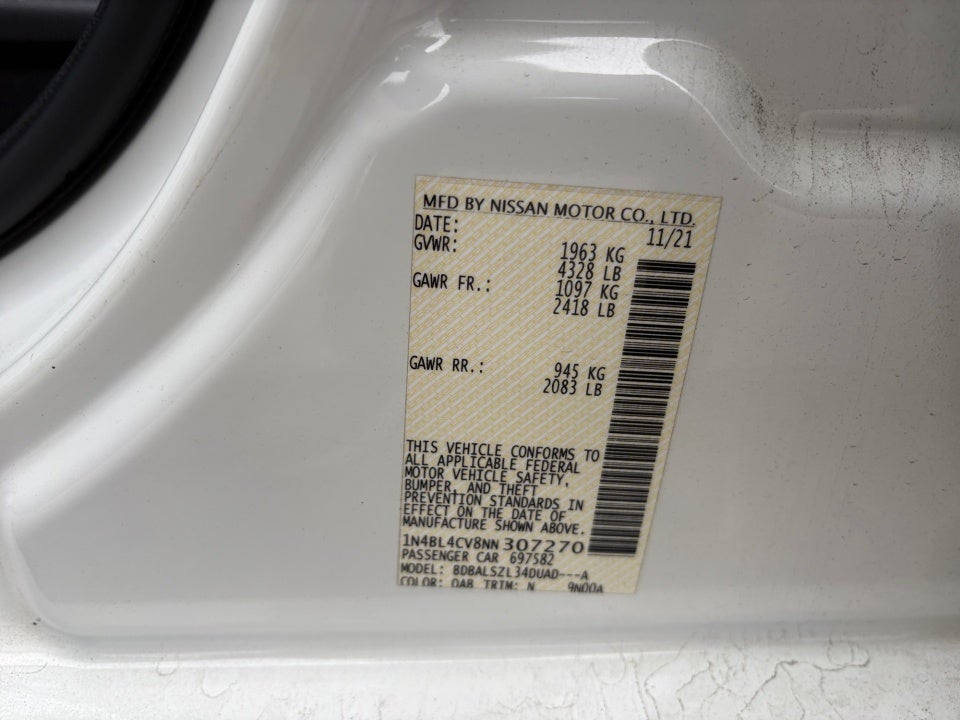 MFD BY NISSAN MOTOR CO., LTD.
DATE: 11/21
GVWR: 1963 KG
4328 LB
GAWR FR.: 1097 KG
2418 LB
GAWR RR.: 945 KG
2083 LB
THIS VEHICLE CONFORMS TO
ALL APPLICABLE FEDERAL
MOTOR VEHICLE SAFETY,
BUMPER, AND THEFT
PREVENTION STANDARDS IN
EFFECT ON THE DATE OF
MANUFACTURE SHOWN ABOVE.
1N4BL4CV8NN307270
PASSENGER CAR 697582
MODEL: BDBALSZL34DUAD---A
COLOR: QAB TRIM: N 9N00A